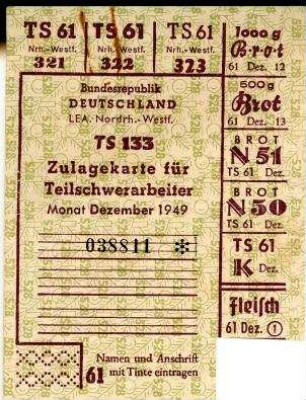 TS 61
Nrh.-Westf.
321
TS 61
Nrh.-Westf.
322
TS 61
Nrh.-Westf.
323
1000 g
Brot
61 Dez. 12
Bundesrepublik
DEUTSCHLAND
LEA. Nordrh.-Westf.
TS 133
Zulagekarte für
Teilschwerarbeiter
Monat Dezember 1949
038811 ✻
500 g
Brot
61 Dez. 13
BROT
N 51
TS 61 Dez.
BROT
N 50
TS 61 Dez.
TS 61
K Dez.
Fleisch
61 Dez. 1
61
Namen und Anschrift
mit Tinte eintragen